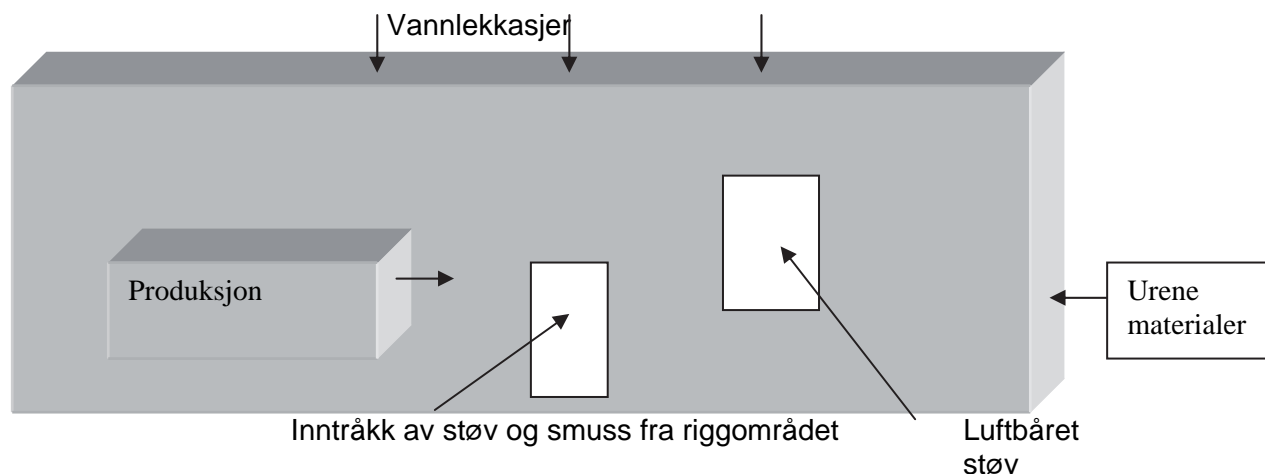 Vannlekkasjer
Produksjon
Urene
materialer
Inntråkk av støv og smuss fra riggområdet
Luftbåret
støv